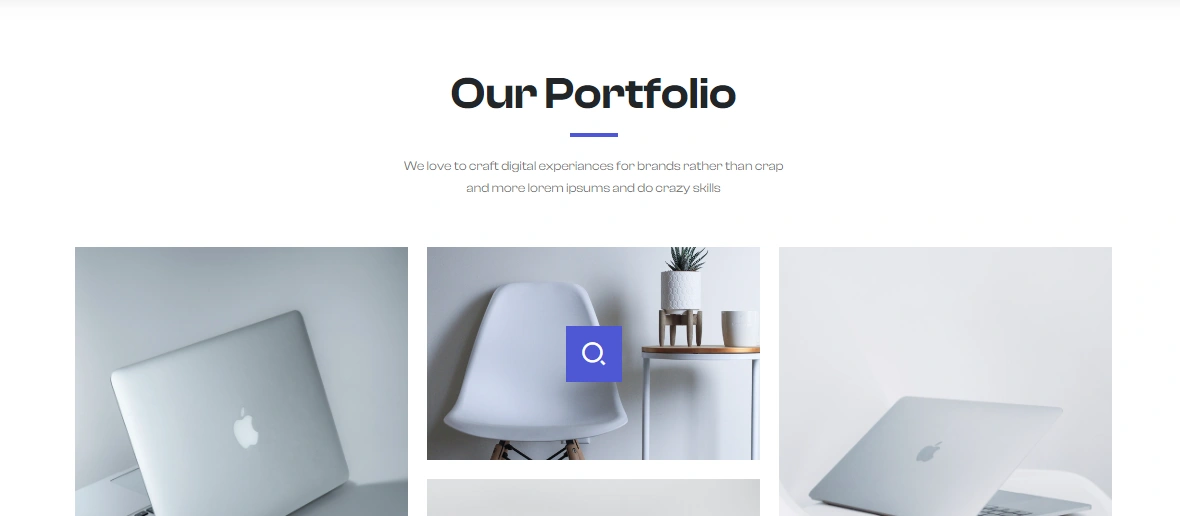 Our Portfolio
We love to craft digital experiances for brands rather than crap
and more lorem ipsums and do crazy skills